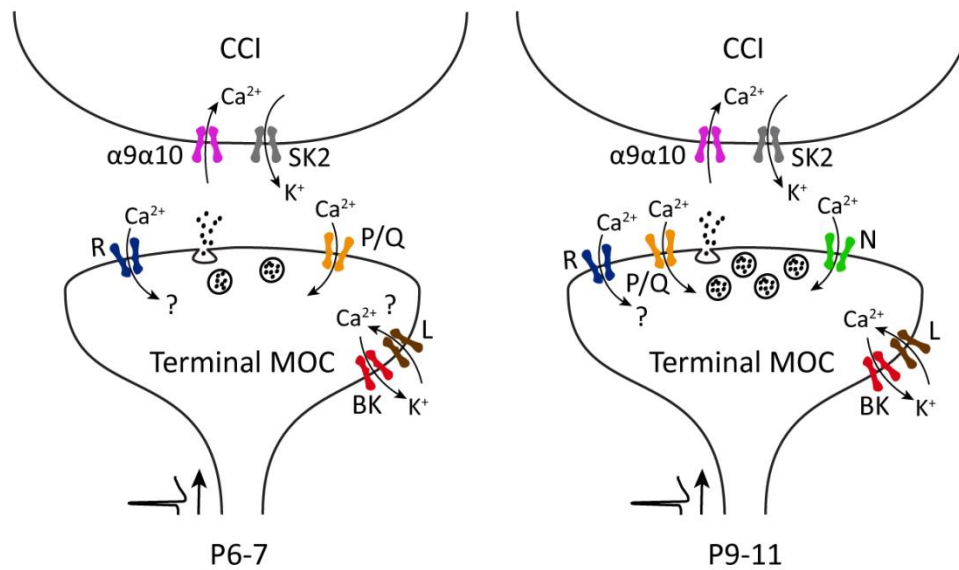 CCI
Ca²⁺
α9α10
SK2
K⁺
Ca²⁺
Ca²⁺
R
P/Q
?
?
Ca²⁺
L
Terminal MOC
BK
K⁺
P6-7
CCI
Ca²⁺
α9α10
SK2
K⁺
Ca²⁺
Ca²⁺
Ca²⁺
R
P/Q
N
?
Ca²⁺
L
Terminal MOC
BK
K⁺
P9-11